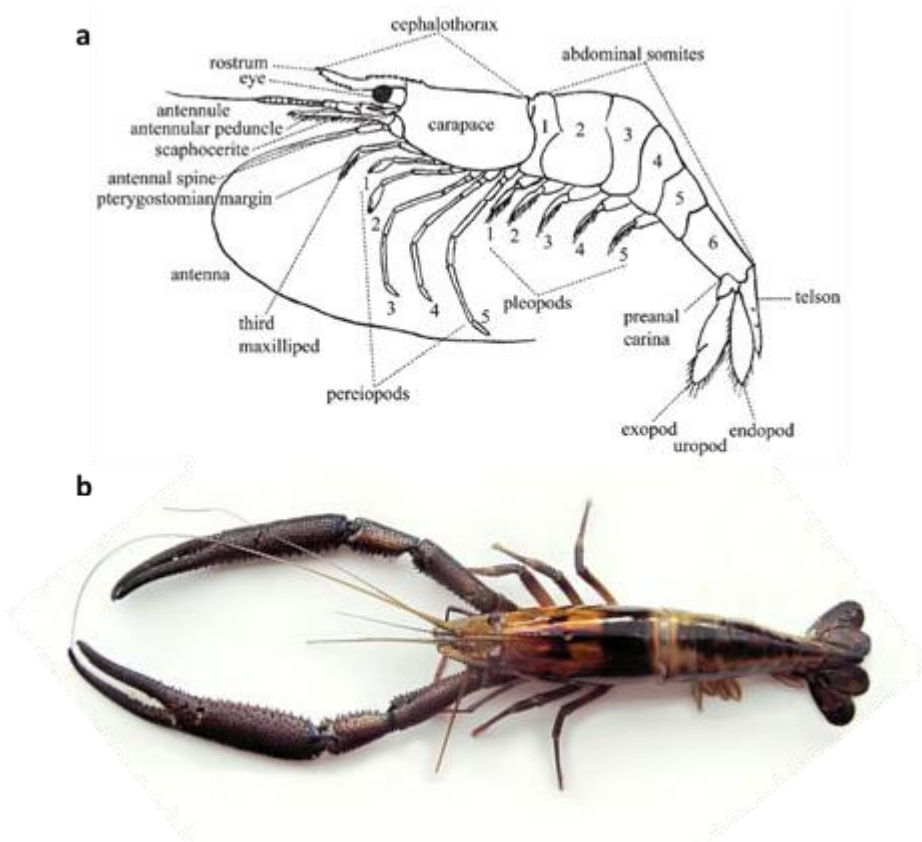 a
cephalothorax
abdominal somites
rostrum
eye
antennule
antennular peduncle
scaphocerite
antennal spine
pterygostomian margin
carapace
1
2
3
4
5
6
1
2
3
4
5
1
2
3
4
5
antenna
third
maxilliped
pereiopods
pleopods
preanal
carina
telson
exopod
uropod
endopod
b